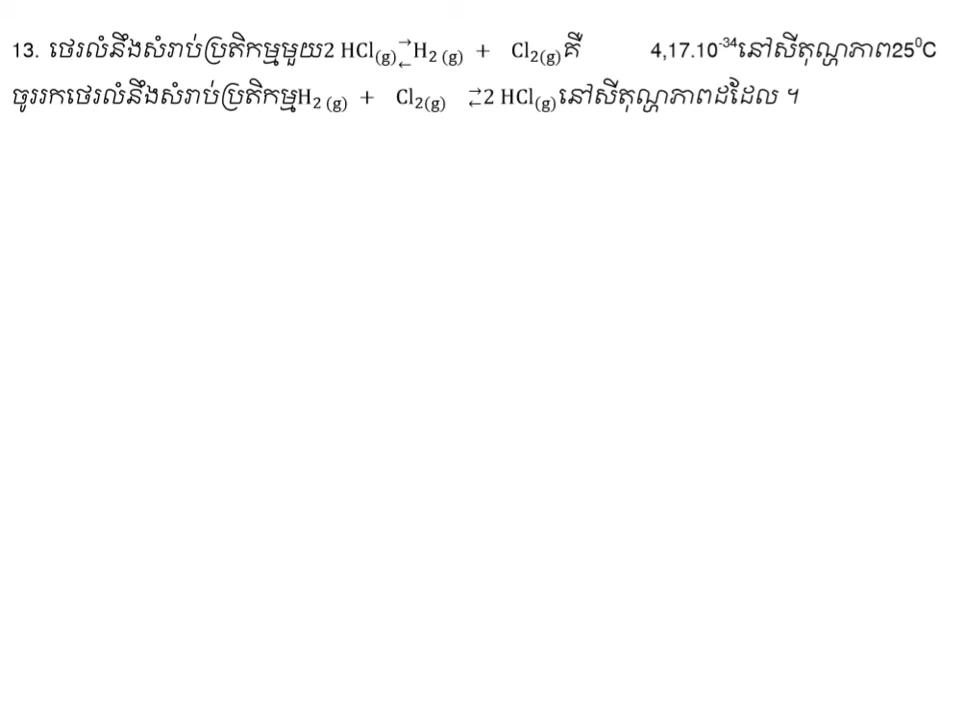 13. ថេរលំនឹងសំរាប់ប្រតិកម្មមួយ2 HCl(g)⇄H₂ (g) + Cl₂(g)គឺ 4,17.10⁻³⁴នៅសីតុណ្ហភាព25⁰C
ចូររកថេរលំនឹងសំរាប់ប្រតិកម្មH₂ (g) + Cl₂(g) ⇄2 HCl(g)នៅសីតុណ្ហភាពដដែល ។